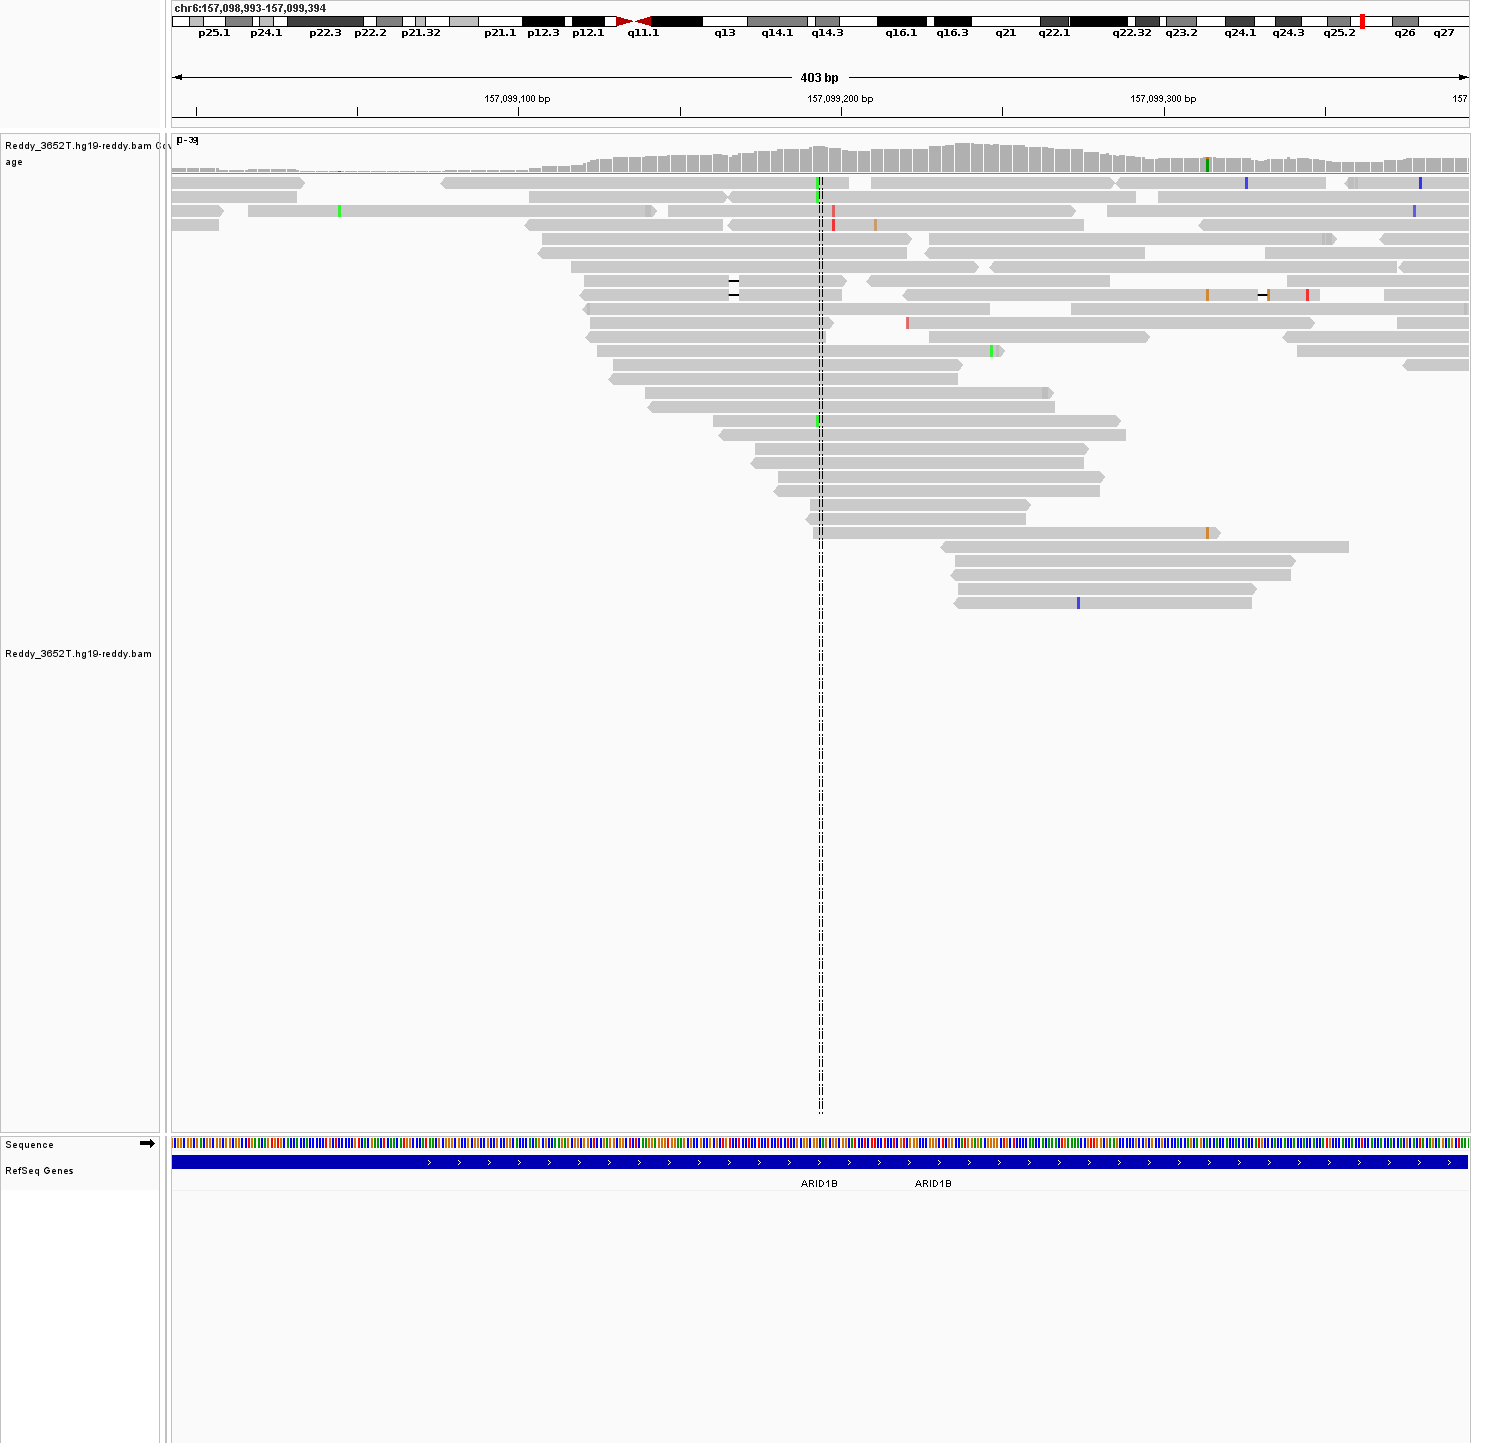 chr6:157,098,993-157,099,394
p25.1 p24.1 p22.3 p22.2 p21.32 p21.1 p12.3 p12.1 q11.1 q13 q14.1 q14.3 q16.1 q16.3 q21 q22.1 q22.32 q23.2 q24.1 q24.3 q25.2 q26 q27
403 bp
157,099,100 bp 157,099,200 bp 157,099,300 bp 157
[0-39]
Reddy_3652T.hg19-reddy.bam Cov
age
Reddy_3652T.hg19-reddy.bam
Sequence
RefSeq Genes
ARID1B ARID1B